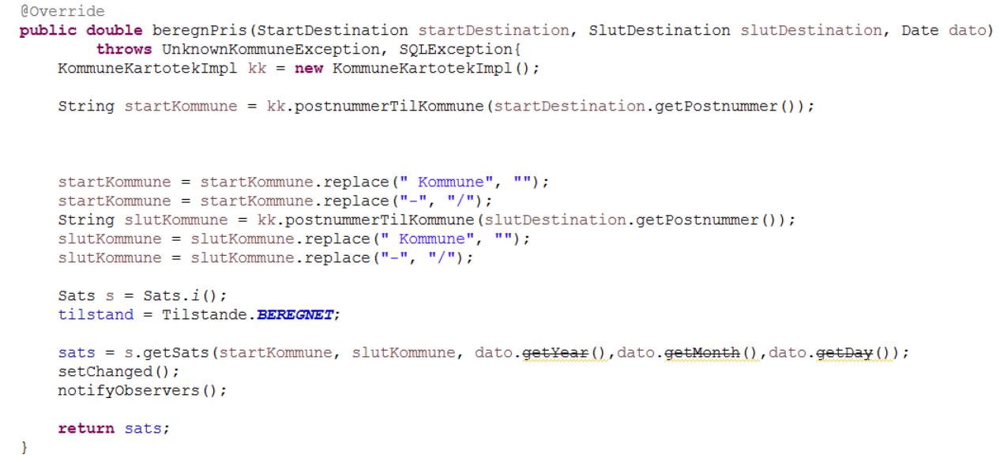 @Override
public double beregnPris(StartDestination startDestination, SlutDestination slutDestination, Date dato)
throws UnknownKommuneException, SQLException{
KommuneKartotekImpl kk = new KommuneKartotekImpl();
String startKommune = kk.postnummerTilKommune(startDestination.getPostnummer());
startKommune = startKommune.replace(" Kommune", "");
startKommune = startKommune.replace("-", "/");
String slutKommune = kk.postnummerTilKommune(slutDestination.getPostnummer());
slutKommune = slutKommune.replace(" Kommune", "");
slutKommune = slutKommune.replace("-", "/");
Sats s = Sats.i();
tilstand = Tilstande.BEREGNET;
sats = s.getSats(startKommune, slutKommune, dato.getYear(),dato.getMonth(),dato.getDay());
setChanged();
notifyObservers();
return sats;
}